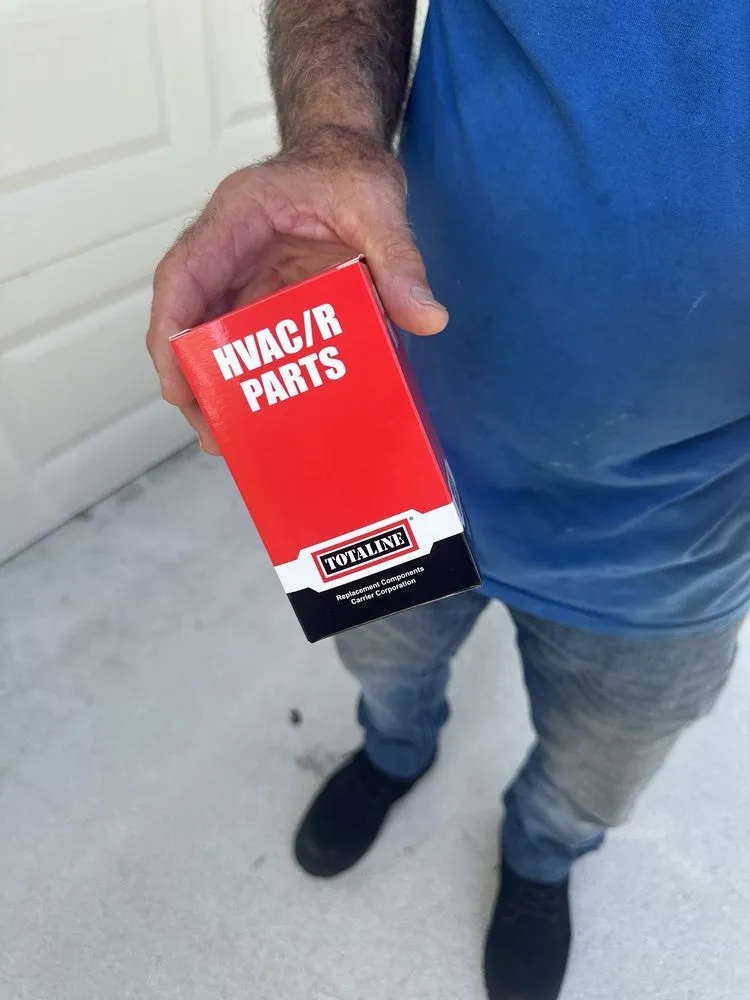 HVAC/R
PARTS
TOTALINE
Replacement Components
Carrier Corporation